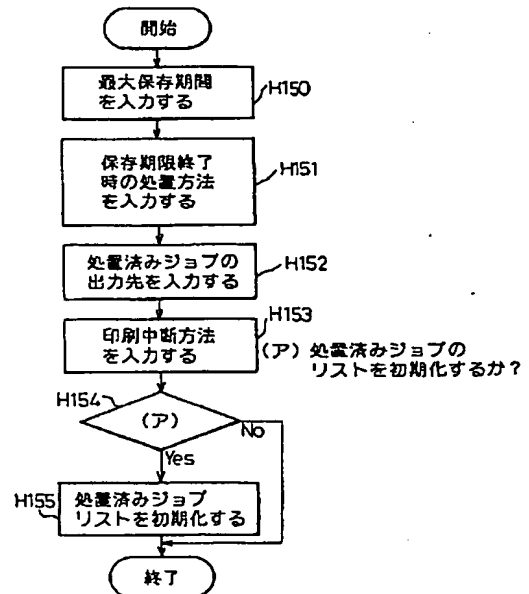 開始
最大保存期間
を入力する
H150
保存期限終了
時の処置方法
を入力する
H151
処置済みジョブの
出力先を入力する
H152
印刷中断方法
を入力する
H153
(ア) 処置済みジョブの
リストを初期化するか?
H154
(ア)
No
Yes
H155
処置済みジョブ
リストを初期化する
終了